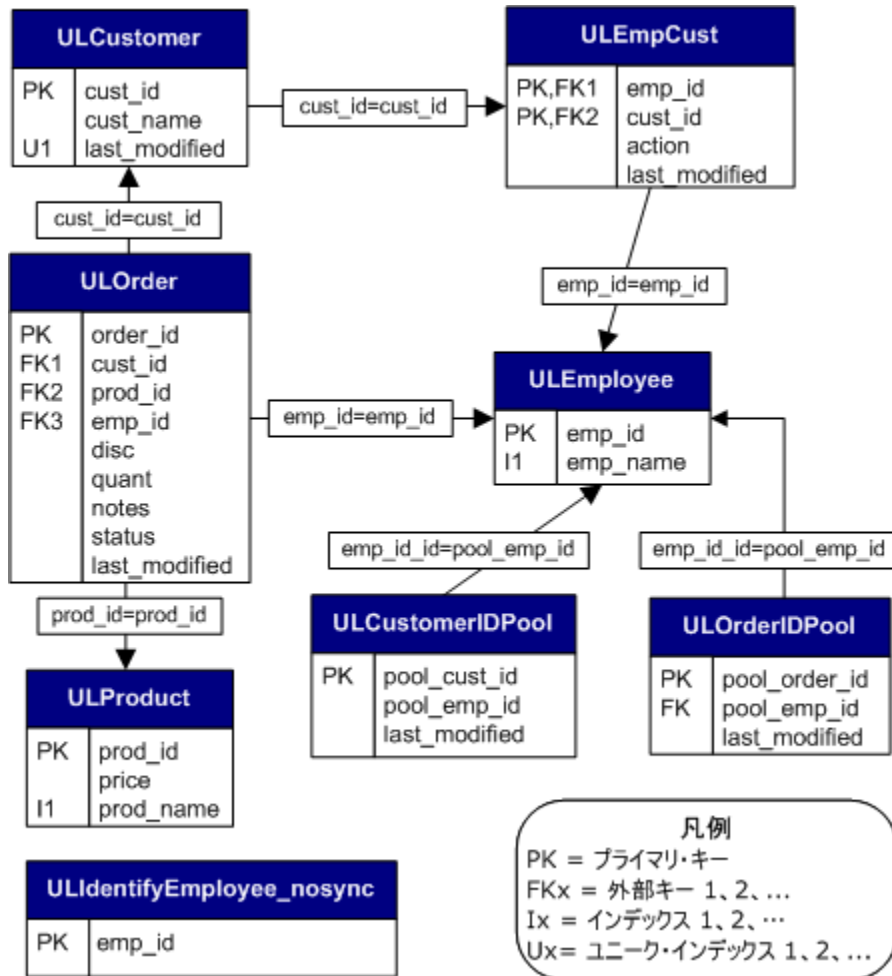 ULCustomer
PK cust_id
cust_name
U1 last_modified
cust_id=cust_id
ULEmpCust
PK,FK1 emp_id
PK,FK2 cust_id
action
last_modified
cust_id=cust_id
emp_id=emp_id
ULOrder
PK order_id
FK1 cust_id
FK2 prod_id
FK3 emp_id
disc
quant
notes
status
last_modified
emp_id=emp_id
ULEmployee
PK emp_id
I1 emp_name
emp_id_id=pool_emp_id
emp_id_id=pool_emp_id
prod_id=prod_id
ULCustomerIDPool
PK pool_cust_id
pool_emp_id
last_modified
ULOrderIDPool
PK pool_order_id
FK pool_emp_id
last_modified
ULProduct
PK prod_id
price
I1 prod_name
ULIdentifyEmployee_nosync
PK emp_id
凡例
PK = プライマリ・キー
FKx = 外部キー 1、2、...
Ix = インデックス 1、2、…
Ux= ユニーク・インデックス 1、2、...